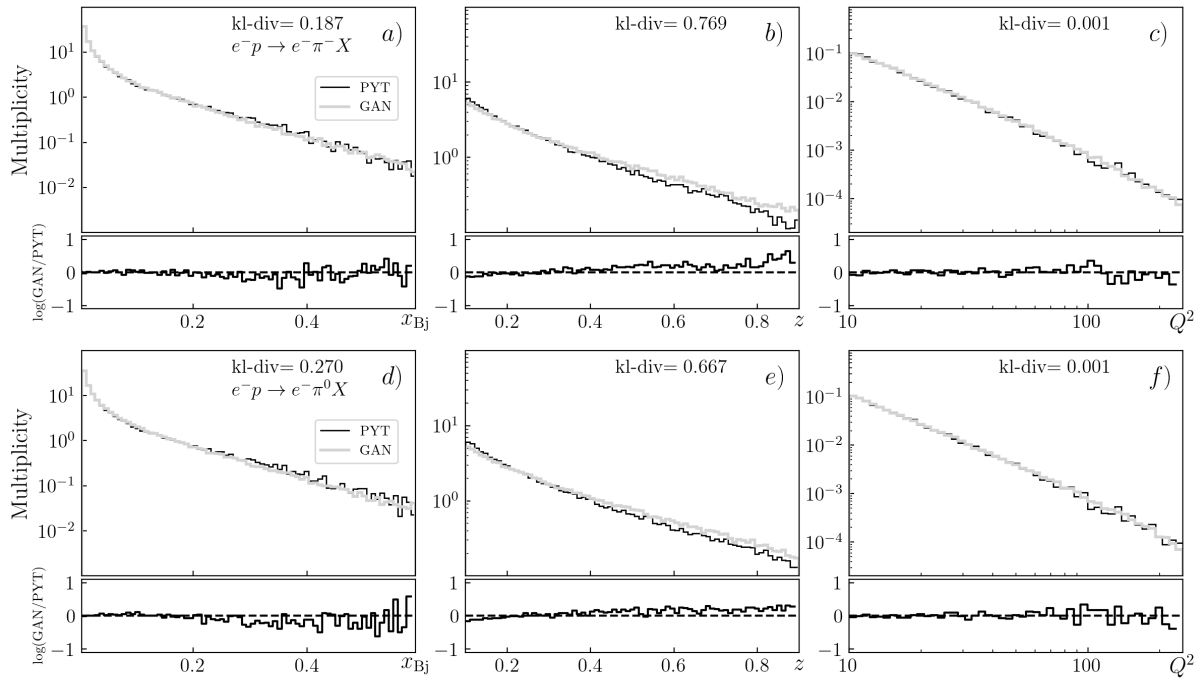 kl-div= 0.187
e⁻p → e⁻π⁻X
a)
PYT
GAN
Multiplicity
10¹
10⁰
10⁻¹
10⁻²
log(GAN/PYT)
1
0
−1
0.2
0.4
x_Bj
kl-div= 0.769
b)
10¹
10⁰
1
0
−1
0.2
0.4
0.6
0.8
z
kl-div= 0.001
c)
10⁻¹
10⁻²
10⁻³
10⁻⁴
1
0
−1
10
100
Q²
kl-div= 0.270
e⁻p → e⁻π⁰X
d)
PYT
GAN
Multiplicity
10¹
10⁰
10⁻¹
10⁻²
log(GAN/PYT)
1
0
−1
0.2
0.4
x_Bj
kl-div= 0.667
e)
10¹
10⁰
1
0
−1
0.2
0.4
0.6
0.8
z
kl-div= 0.001
f)
10⁻¹
10⁻²
10⁻³
10⁻⁴
1
0
−1
10
100
Q²